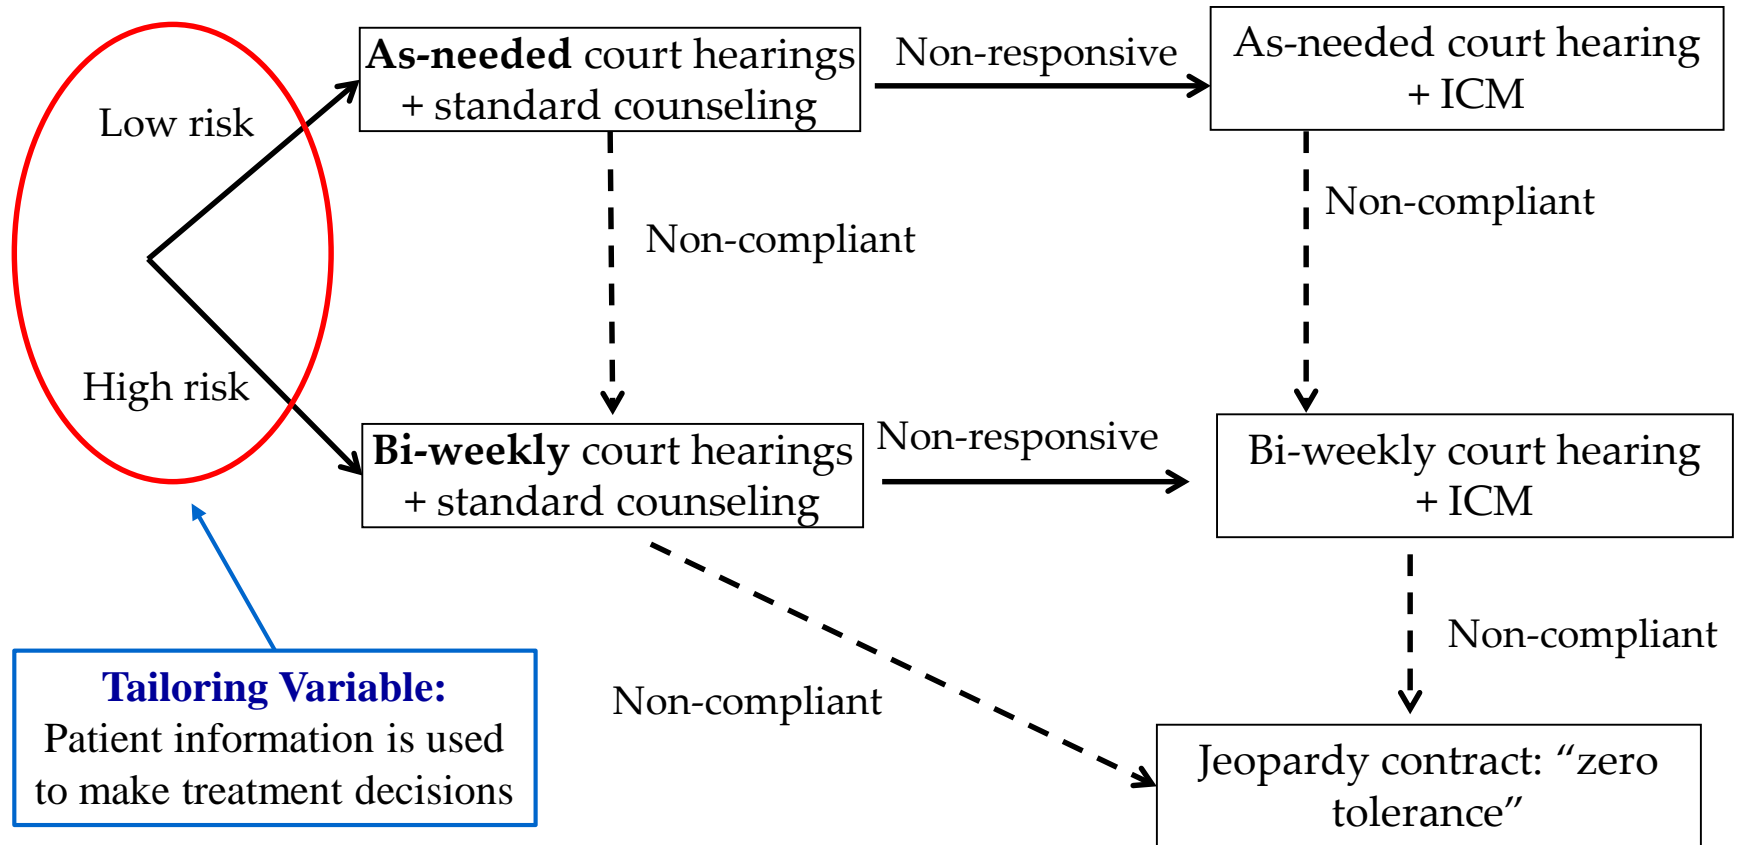 As-needed court hearings
+ standard counseling
Non-responsive
As-needed court hearing
+ ICM
Low risk
Non-compliant
Non-compliant
High risk
Bi-weekly court hearings
+ standard counseling
Non-responsive
Bi-weekly court hearing
+ ICM
Non-compliant
Non-compliant
Tailoring Variable:
Patient information is used
to make treatment decisions
Jeopardy contract: “zero
tolerance”